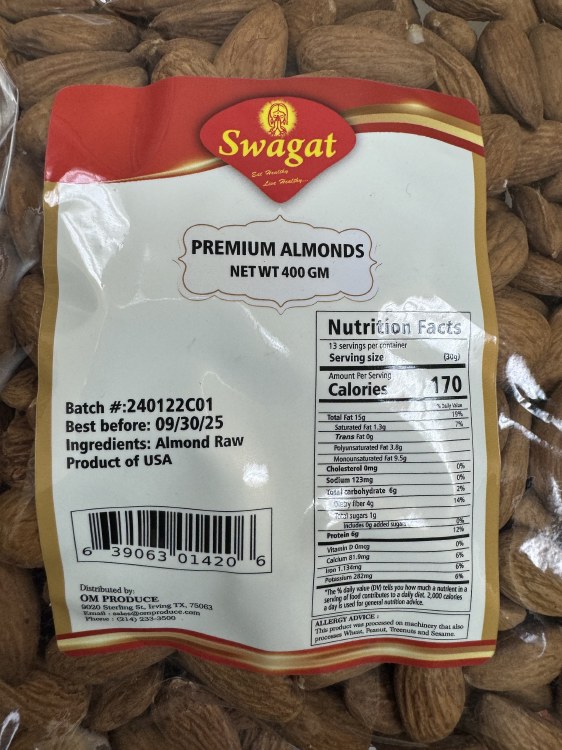 Swagat
Eat Healthy
Live Healthy
PREMIUM ALMONDS
NET WT 400 GM
Nutrition Facts
13 servings per container
Serving size (30g)
Amount Per Serving
Calories 170
% Daily Value
Total Fat 15g 19%
Saturated Fat 1.3g 7%
Trans Fat 0g
Polyunsaturated Fat 3.8g
Monounsaturated Fat 9.5g
Cholesterol 0mg 0%
Sodium 123mg 0%
Total carbohydrate 6g 2%
fiber 4g 14%
Total sugars 1g
Includes 0g added sugars 0%
Protein 6g 12%
Vitamin D 0mcg 0%
Calcium 81.9mg 6%
Iron 1.134mg 6%
Potassium 282mg 6%
*The % daily value (DV) tells you how much a nutrient in a
serving of food contributes to a daily diet. 2,000 calories
a day is used for general nutrition advice.
ALLERGY ADVICE :
This product was processed on machinery that also
processes Wheat, Peanut, Treenuts and Sesame.
Batch #:240122C01
Best before: 09/30/25
Ingredients: Almond Raw
Product of USA
6 39063 01420 6
Distributed by:
OM PRODUCE
9020 Sterling St, Irving TX, 75063
Email : sales@omproduce.com
Phone : (214) 233-3500